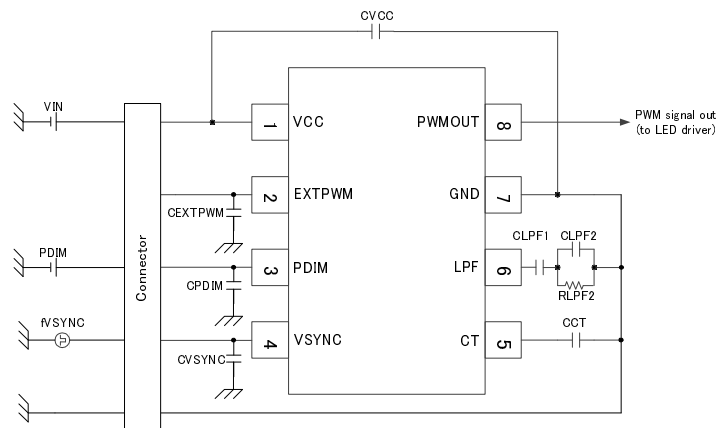 CVCC
VIN
1
VCC
PWMOUT
8
PWM signal out
(to LED driver)
2
EXTPWM
GND
7
CEXTPWM
PDIM
3
PDIM
LPF
6
CLPF1
CLPF2
RLPF2
CPDIM
Connector
fVSYNC
4
VSYNC
CT
5
CCT
CVSYNC